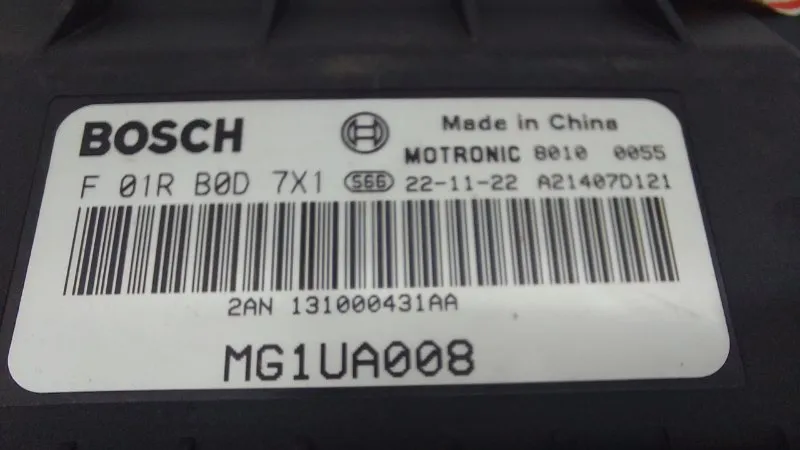 BOSCH
Made in China
MOTRONIC 8010 0055
F 01R B0D 7X1 S66 22-11-22 A21407D121
2AN 131000431AA
MG1UA008